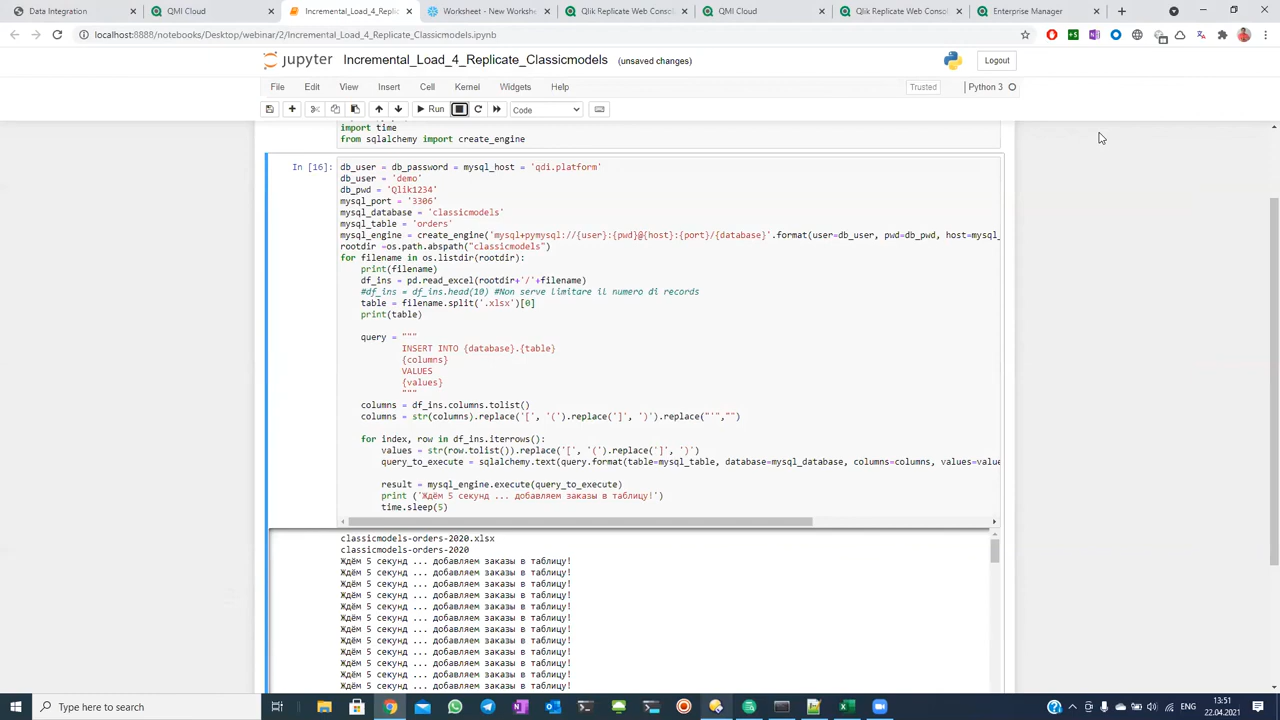 Data Integration
QMI Cloud
Incremental_Load_4_Replic
Worksheet - New Workshe
Qlik Replicate Web Conso
QMI Cloud
Qlik Replicate Web Conso
Enterprise Manager
localhost:8888/notebooks/Desktop/webinar/2/Incremental_Load_4_Replicate_Classicmodels.ipynb
jupyter Incremental_Load_4_Replicate_Classicmodels (unsaved changes)
Logout
File Edit View Insert Cell Kernel Widgets Help
Trusted
Python 3
Run
Code
import time
from sqlalchemy import create_engine
In [16]:
db_user = db_password = mysql_host = 'qdi.platform'
db_user = 'demo'
db_pwd = 'Qlik1234'
mysql_port = '3306'
mysql_database = 'classicmodels'
mysql_table = 'orders'
mysql_engine = create_engine('mysql+pymysql://{user}:{pwd}@{host}:{port}/{database}'.format(user=db_user, pwd=db_pwd, host=mysql_
rootdir =os.path.abspath("classicmodels")
for filename in os.listdir(rootdir):
print(filename)
df_ins = pd.read_excel(rootdir+'/'+filename)
#df_ins = df_ins.head(10) #Non serve limitare il numero di records
table = filename.split('.xlsx')[0]
print(table)
query = """
INSERT INTO {database}.{table}
{columns}
VALUES
{values}
"""
columns = df_ins.columns.tolist()
columns = str(columns).replace('[', '(').replace(']', ')').replace("'","")
for index, row in df_ins.iterrows():
values = str(row.tolist()).replace('[', '(').replace(']', ')')
query_to_execute = sqlalchemy.text(query.format(table=mysql_table, database=mysql_database, columns=columns, values=value
result = mysql_engine.execute(query_to_execute)
print ('Ждём 5 секунд ... добавляем заказы в таблицу!')
time.sleep(5)
classicmodels-orders-2020.xlsx
classicmodels-orders-2020
Ждём 5 секунд ... добавляем заказы в таблицу!
Ждём 5 секунд ... добавляем заказы в таблицу!
Ждём 5 секунд ... добавляем заказы в таблицу!
Ждём 5 секунд ... добавляем заказы в таблицу!
Ждём 5 секунд ... добавляем заказы в таблицу!
Ждём 5 секунд ... добавляем заказы в таблицу!
Ждём 5 секунд ... добавляем заказы в таблицу!
Ждём 5 секунд ... добавляем заказы в таблицу!
Ждём 5 секунд ... добавляем заказы в таблицу!
Ждём 5 секунд ... добавляем заказы в таблицу!
Ждём 5 секунд ... добавляем заказы в таблицу!
Ждём 5 секунд ... добавляем заказы в таблицу!
Type here to search
ENG
13:51
22.04.2021